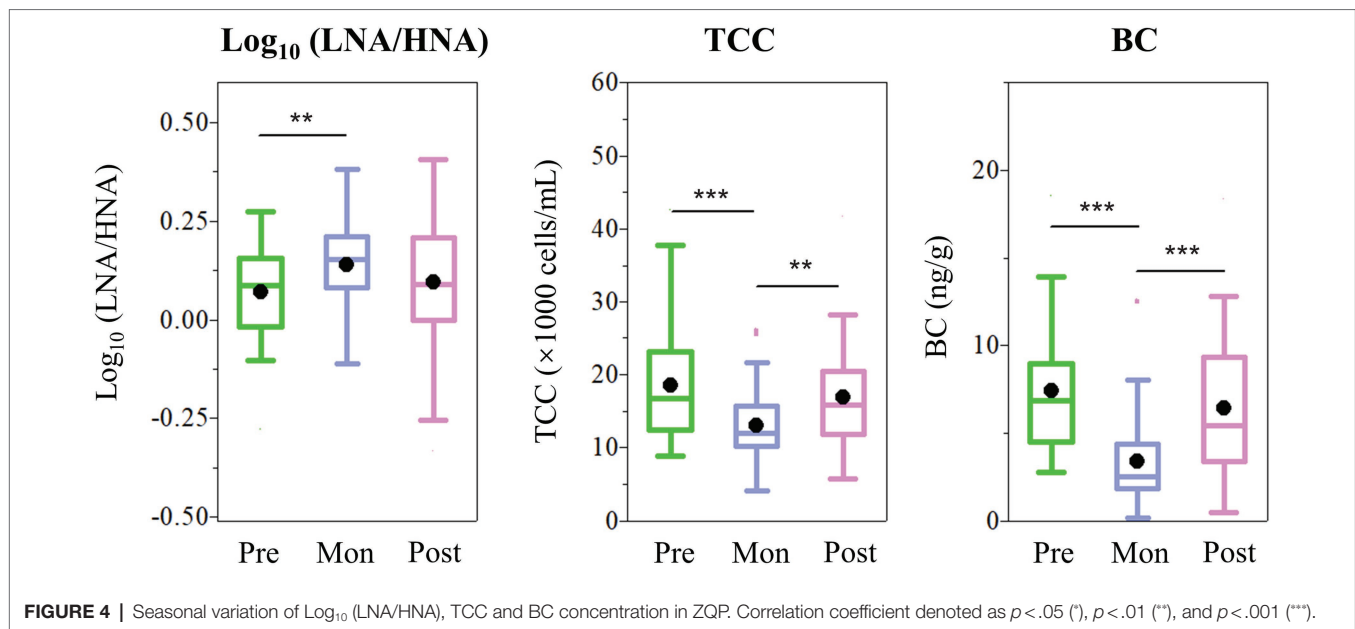 Log₁₀ (LNA/HNA)
TCC
BC
Log₁₀ (LNA/HNA)
0.50
0.25
0.00
-0.25
-0.50
**
Pre Mon Post
TCC (×1000 cells/mL)
60
50
40
30
20
10
0
***
**
Pre Mon Post
BC (ng/g)
20
10
0
***
***
Pre Mon Post
FIGURE 4 | Seasonal variation of Log₁₀ (LNA/HNA), TCC and BC concentration in ZQP. Correlation coefficient denoted as p < .05 (*), p < .01 (**), and p < .001 (***).